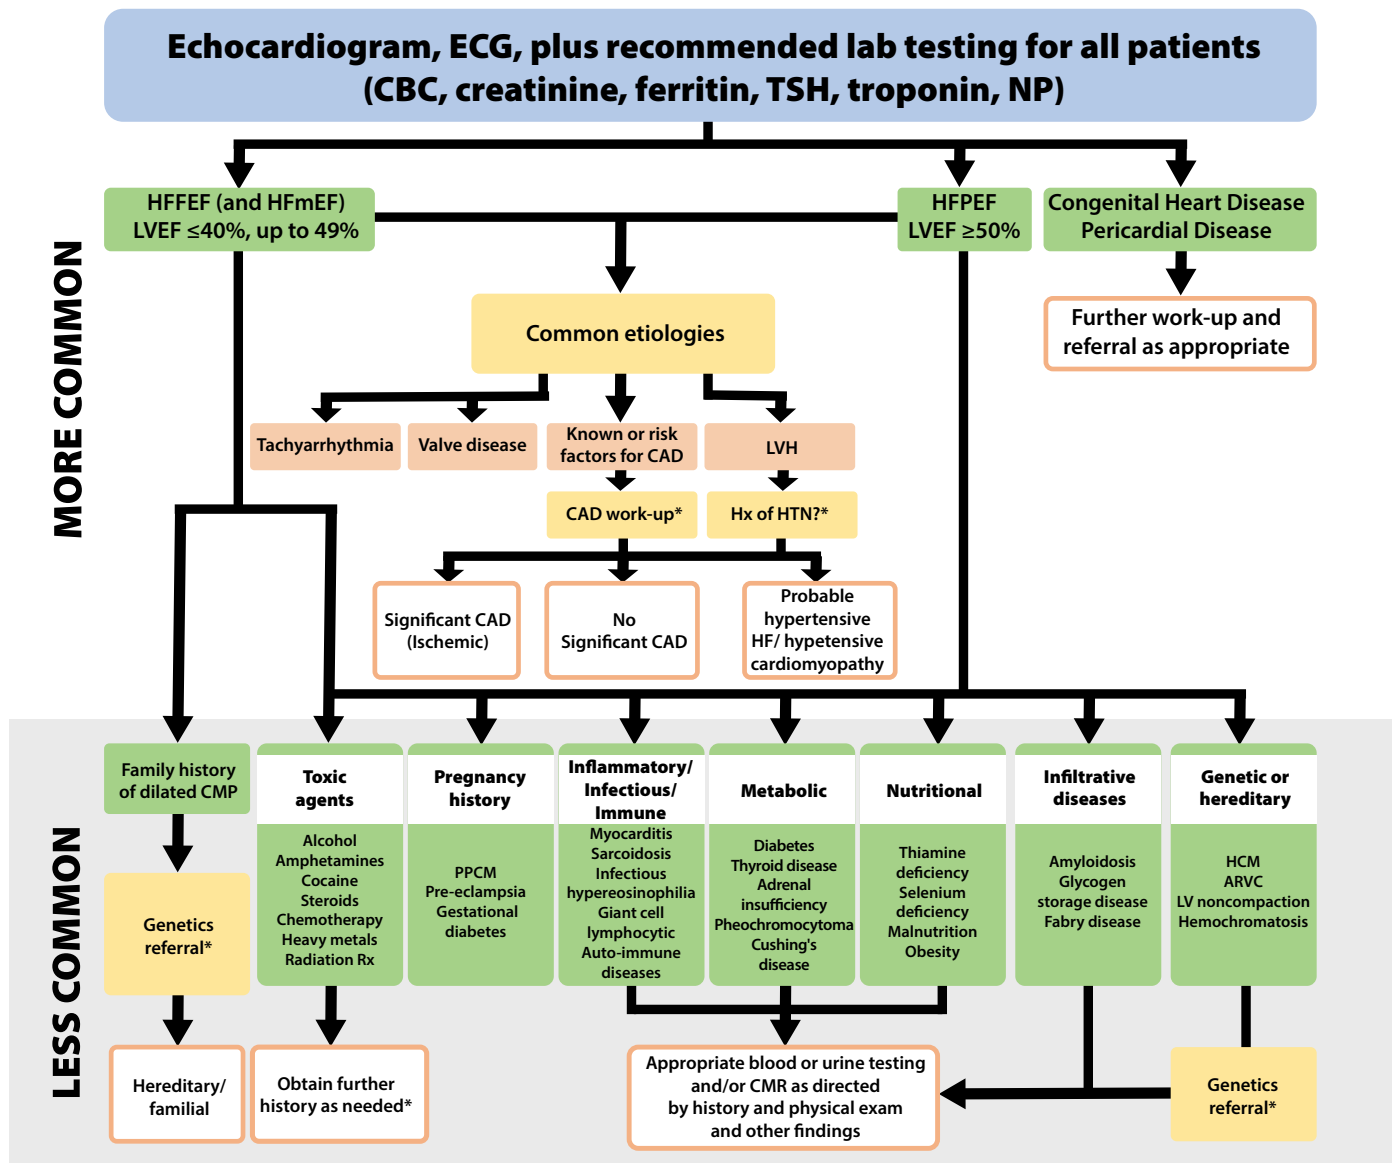 Echocardiogram, ECG, plus recommended lab testing for all patients
(CBC, creatinine, ferritin, TSH, troponin, NP)
MORE COMMON
HFFEF (and HFmEF)
LVEF ≤40%, up to 49%
HFPEF
LVEF ≥50%
Congenital Heart Disease
Pericardial Disease
Further work-up and
referral as appropriate
Common etiologies
Tachyarrhythmia
Valve disease
Known or risk
factors for CAD
LVH
CAD work-up*
Hx of HTN?*
Significant CAD
(Ischemic)
No
Significant CAD
Probable
hypertensive
HF/ hypetensive
cardiomyopathy
LESS COMMON
Family history
of dilated CMP
Genetics
referral*
Hereditary/
familial
Toxic
agents
Alcohol
Amphetamines
Cocaine
Steroids
Chemotherapy
Heavy metals
Radiation Rx
Obtain further
history as needed*
Pregnancy
history
PPCM
Pre-eclampsia
Gestational
diabetes
Inflammatory/
Infectious/
Immune
Myocarditis
Sarcoidosis
Infectious
hypereosinophilia
Giant cell
lymphocytic
Auto-immune
diseases
Metabolic
Diabetes
Thyroid disease
Adrenal
insufficiency
Pheochromocytoma
Cushing's
disease
Nutritional
Thiamine
deficiency
Selenium
deficiency
Malnutrition
Obesity
Infiltrative
diseases
Amyloidosis
Glycogen
storage disease
Fabry disease
Genetic or
hereditary
HCM
ARVC
LV noncompaction
Hemochromatosis
Appropriate blood or urine testing
and/or CMR as directed
by history and physical exam
and other findings
Genetics
referral*